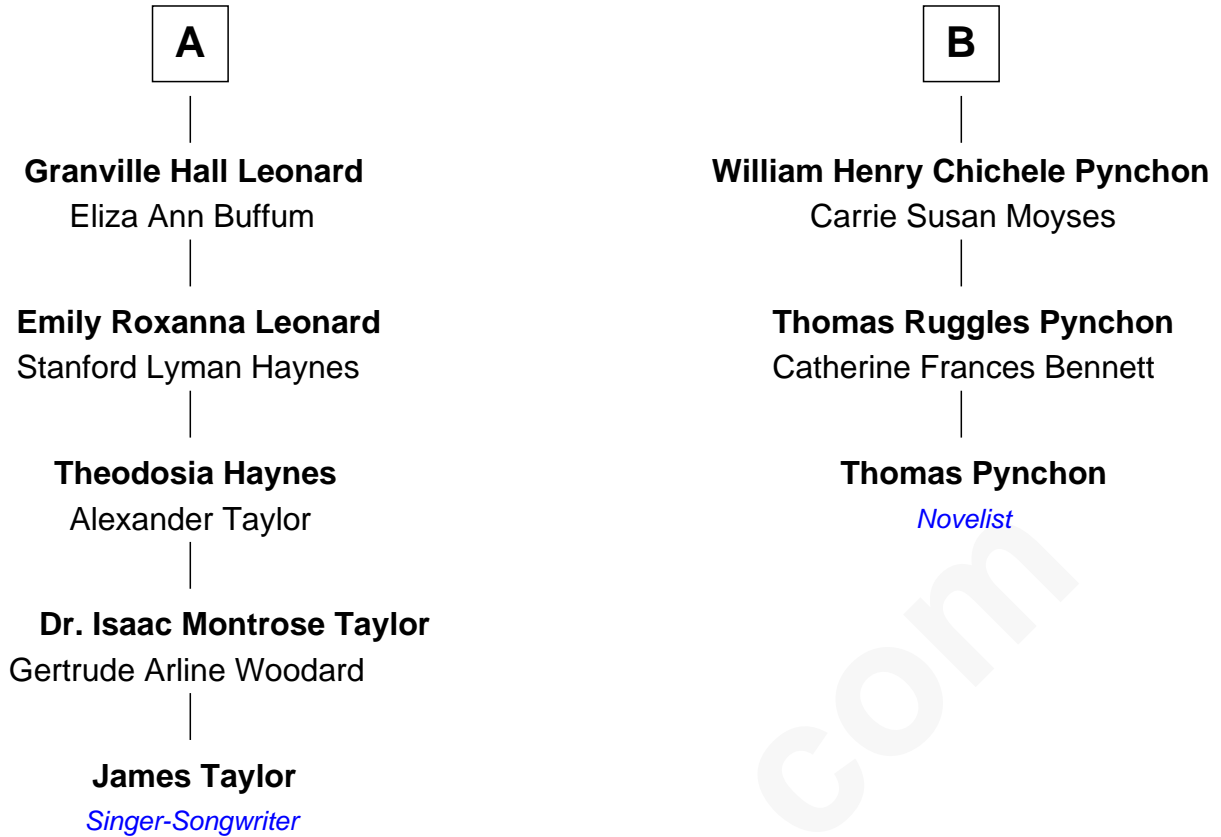 A
Granville Hall Leonard
Eliza Ann Buffum
Emily Roxanna Leonard
Stanford Lyman Haynes
Theodosia Haynes
Alexander Taylor
Dr. Isaac Montrose Taylor
Gertrude Arline Woodard
James Taylor
Singer-Songwriter
B
William Henry Chichele Pynchon
Carrie Susan Moyses
Thomas Ruggles Pynchon
Catherine Frances Bennett
Thomas Pynchon
Novelist
com